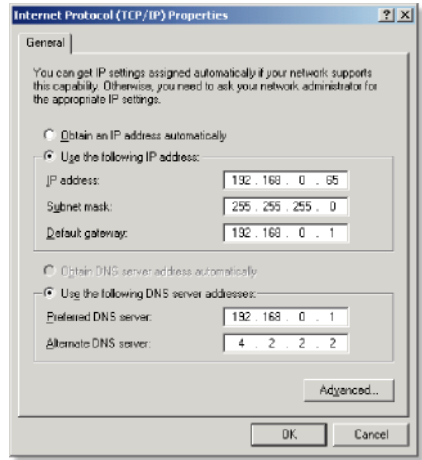 Internet Protocol (TCP/IP) Properties
? X
General
You can get IP settings assigned automatically if your network supports
this capability. Otherwise, you need to ask your network administrator for
the appropriate IP settings.
Obtain an IP address automatically
Use the following IP address:
IP address: 192 . 168 . 0 . 65
Subnet mask: 255 . 255 . 255 . 0
Default gateway: 192 . 168 . 0 . 1
Obtain DNS server address automatically
Use the following DNS server addresses:
Preferred DNS server: 192 . 168 . 0 . 1
Alternate DNS server: 4 . 2 . 2 . 2
Advanced...
OK Cancel